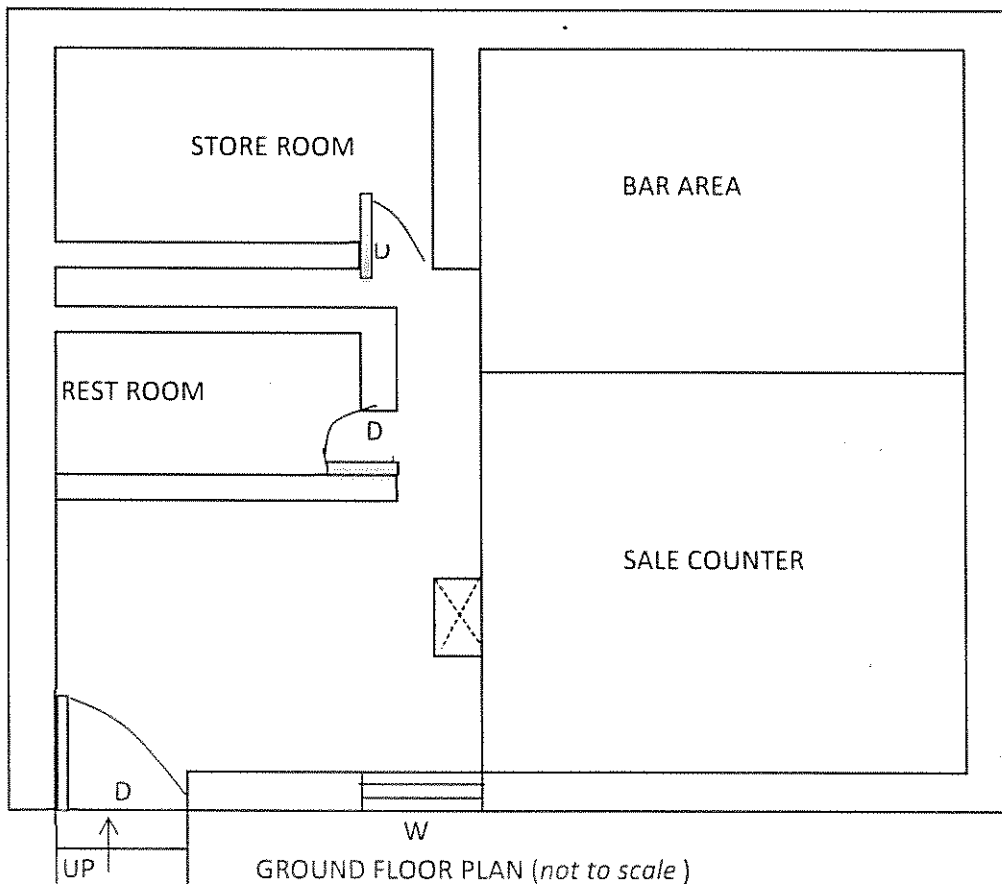 STORE ROOM
BAR AREA
D
REST ROOM
D
SALE COUNTER
D
W
UP
GROUND FLOOR PLAN (not to scale)